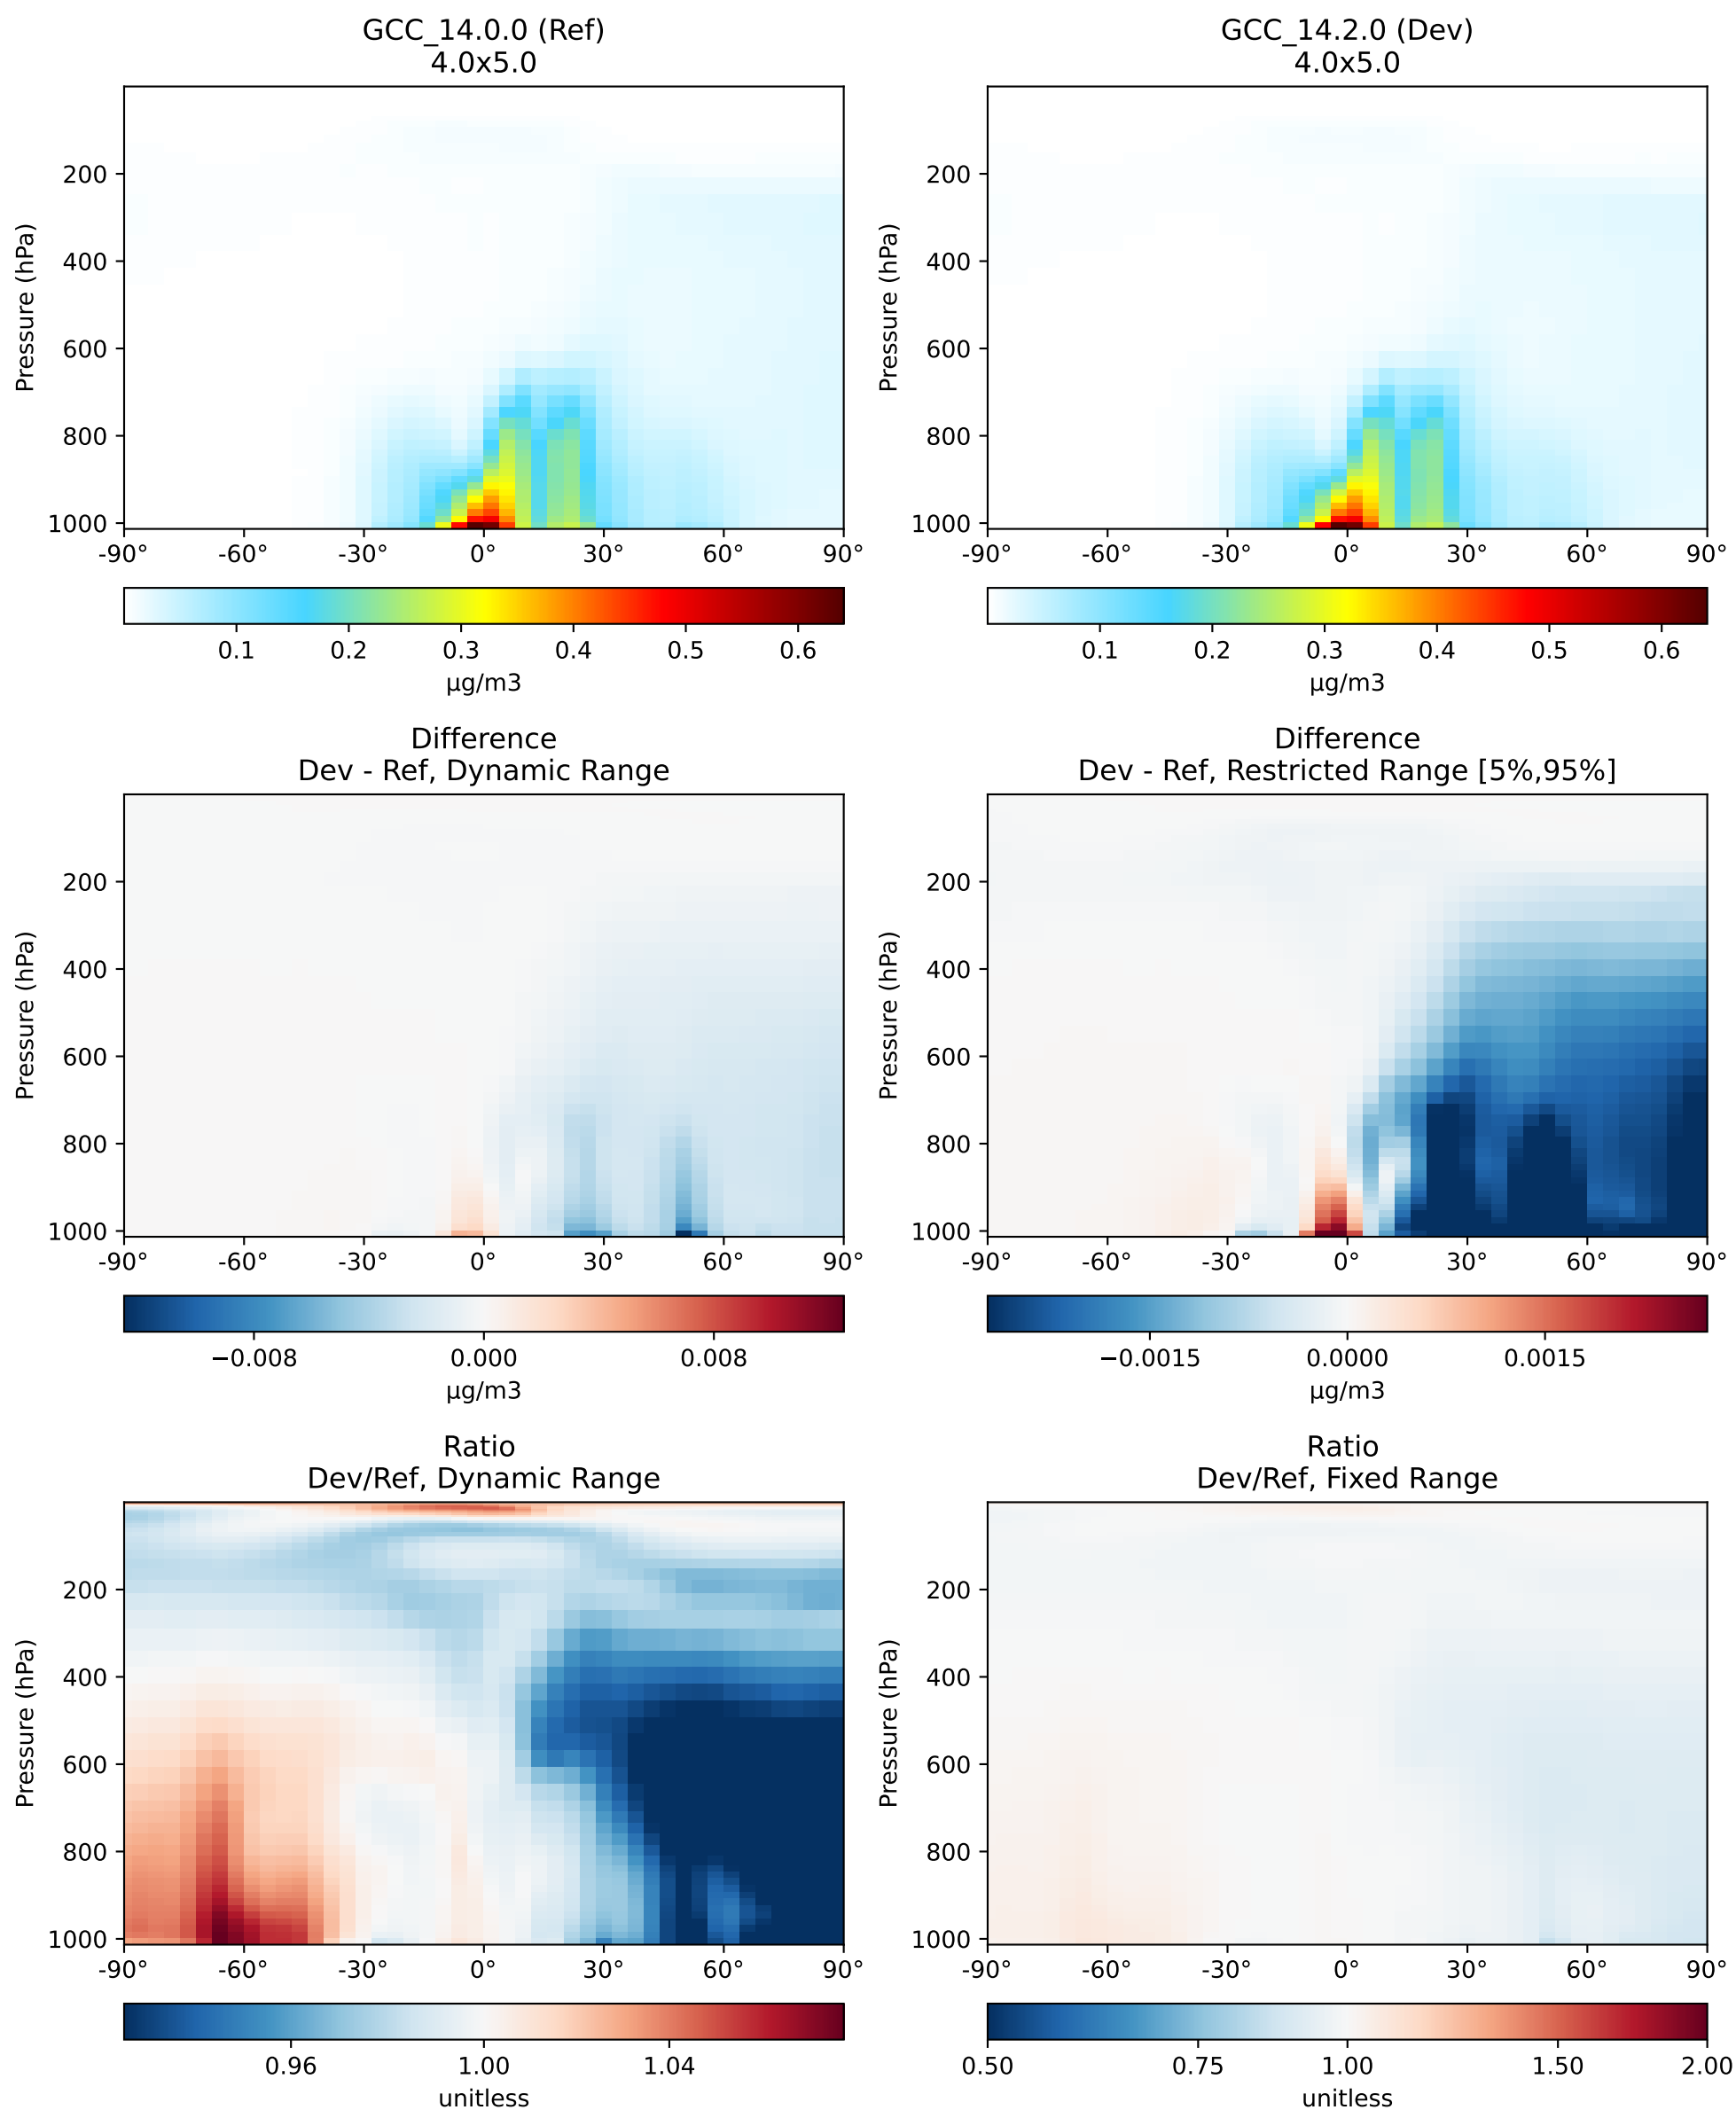 GCC_14.0.0 (Ref)
4.0x5.0
Pressure (hPa)
200
400
600
800
1000
-90° -60° -30° 0° 30° 60° 90°
0.1 0.2 0.3 0.4 0.5 0.6
µg/m3
GCC_14.2.0 (Dev)
4.0x5.0
Pressure (hPa)
200
400
600
800
1000
-90° -60° -30° 0° 30° 60° 90°
0.1 0.2 0.3 0.4 0.5 0.6
µg/m3
Difference
Dev - Ref, Dynamic Range
Pressure (hPa)
200
400
600
800
1000
-90° -60° -30° 0° 30° 60° 90°
−0.008 0.000 0.008
µg/m3
Difference
Dev - Ref, Restricted Range [5%,95%]
Pressure (hPa)
200
400
600
800
1000
-90° -60° -30° 0° 30° 60° 90°
−0.0015 0.0000 0.0015
µg/m3
Ratio
Dev/Ref, Dynamic Range
Pressure (hPa)
200
400
600
800
1000
-90° -60° -30° 0° 30° 60° 90°
0.96 1.00 1.04
unitless
Ratio
Dev/Ref, Fixed Range
Pressure (hPa)
200
400
600
800
1000
-90° -60° -30° 0° 30° 60° 90°
0.50 0.75 1.00 1.50 2.00
unitless